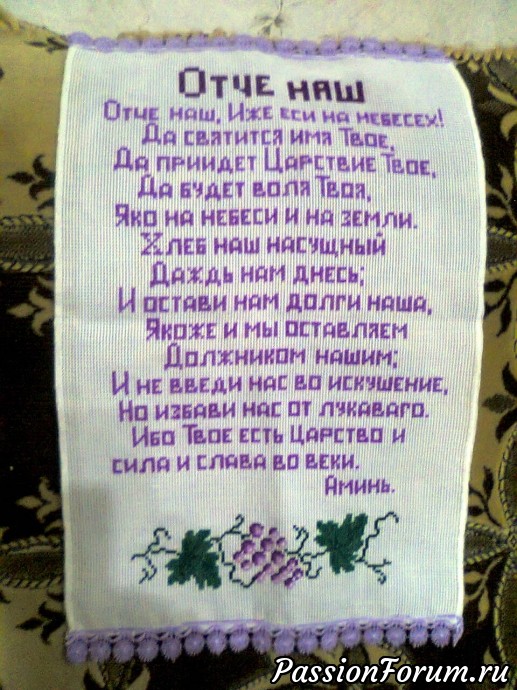 Отче наш
Отче наш, Иже еси на небесех!
Да святится имя Твое,
Да приидет Царствие Твое,
Да будет воля Твоя,
Яко на небеси и на земли.
Хлеб наш насущный
Даждь нам днесь;
И остави нам долги наша,
Якоже и мы оставляем
Должником нашим;
И не введи нас во искушение,
Но избави нас от лукаваго.
Ибо Твое есть Царство и
сила и слава во веки.
Аминь.
PassionForum.ru